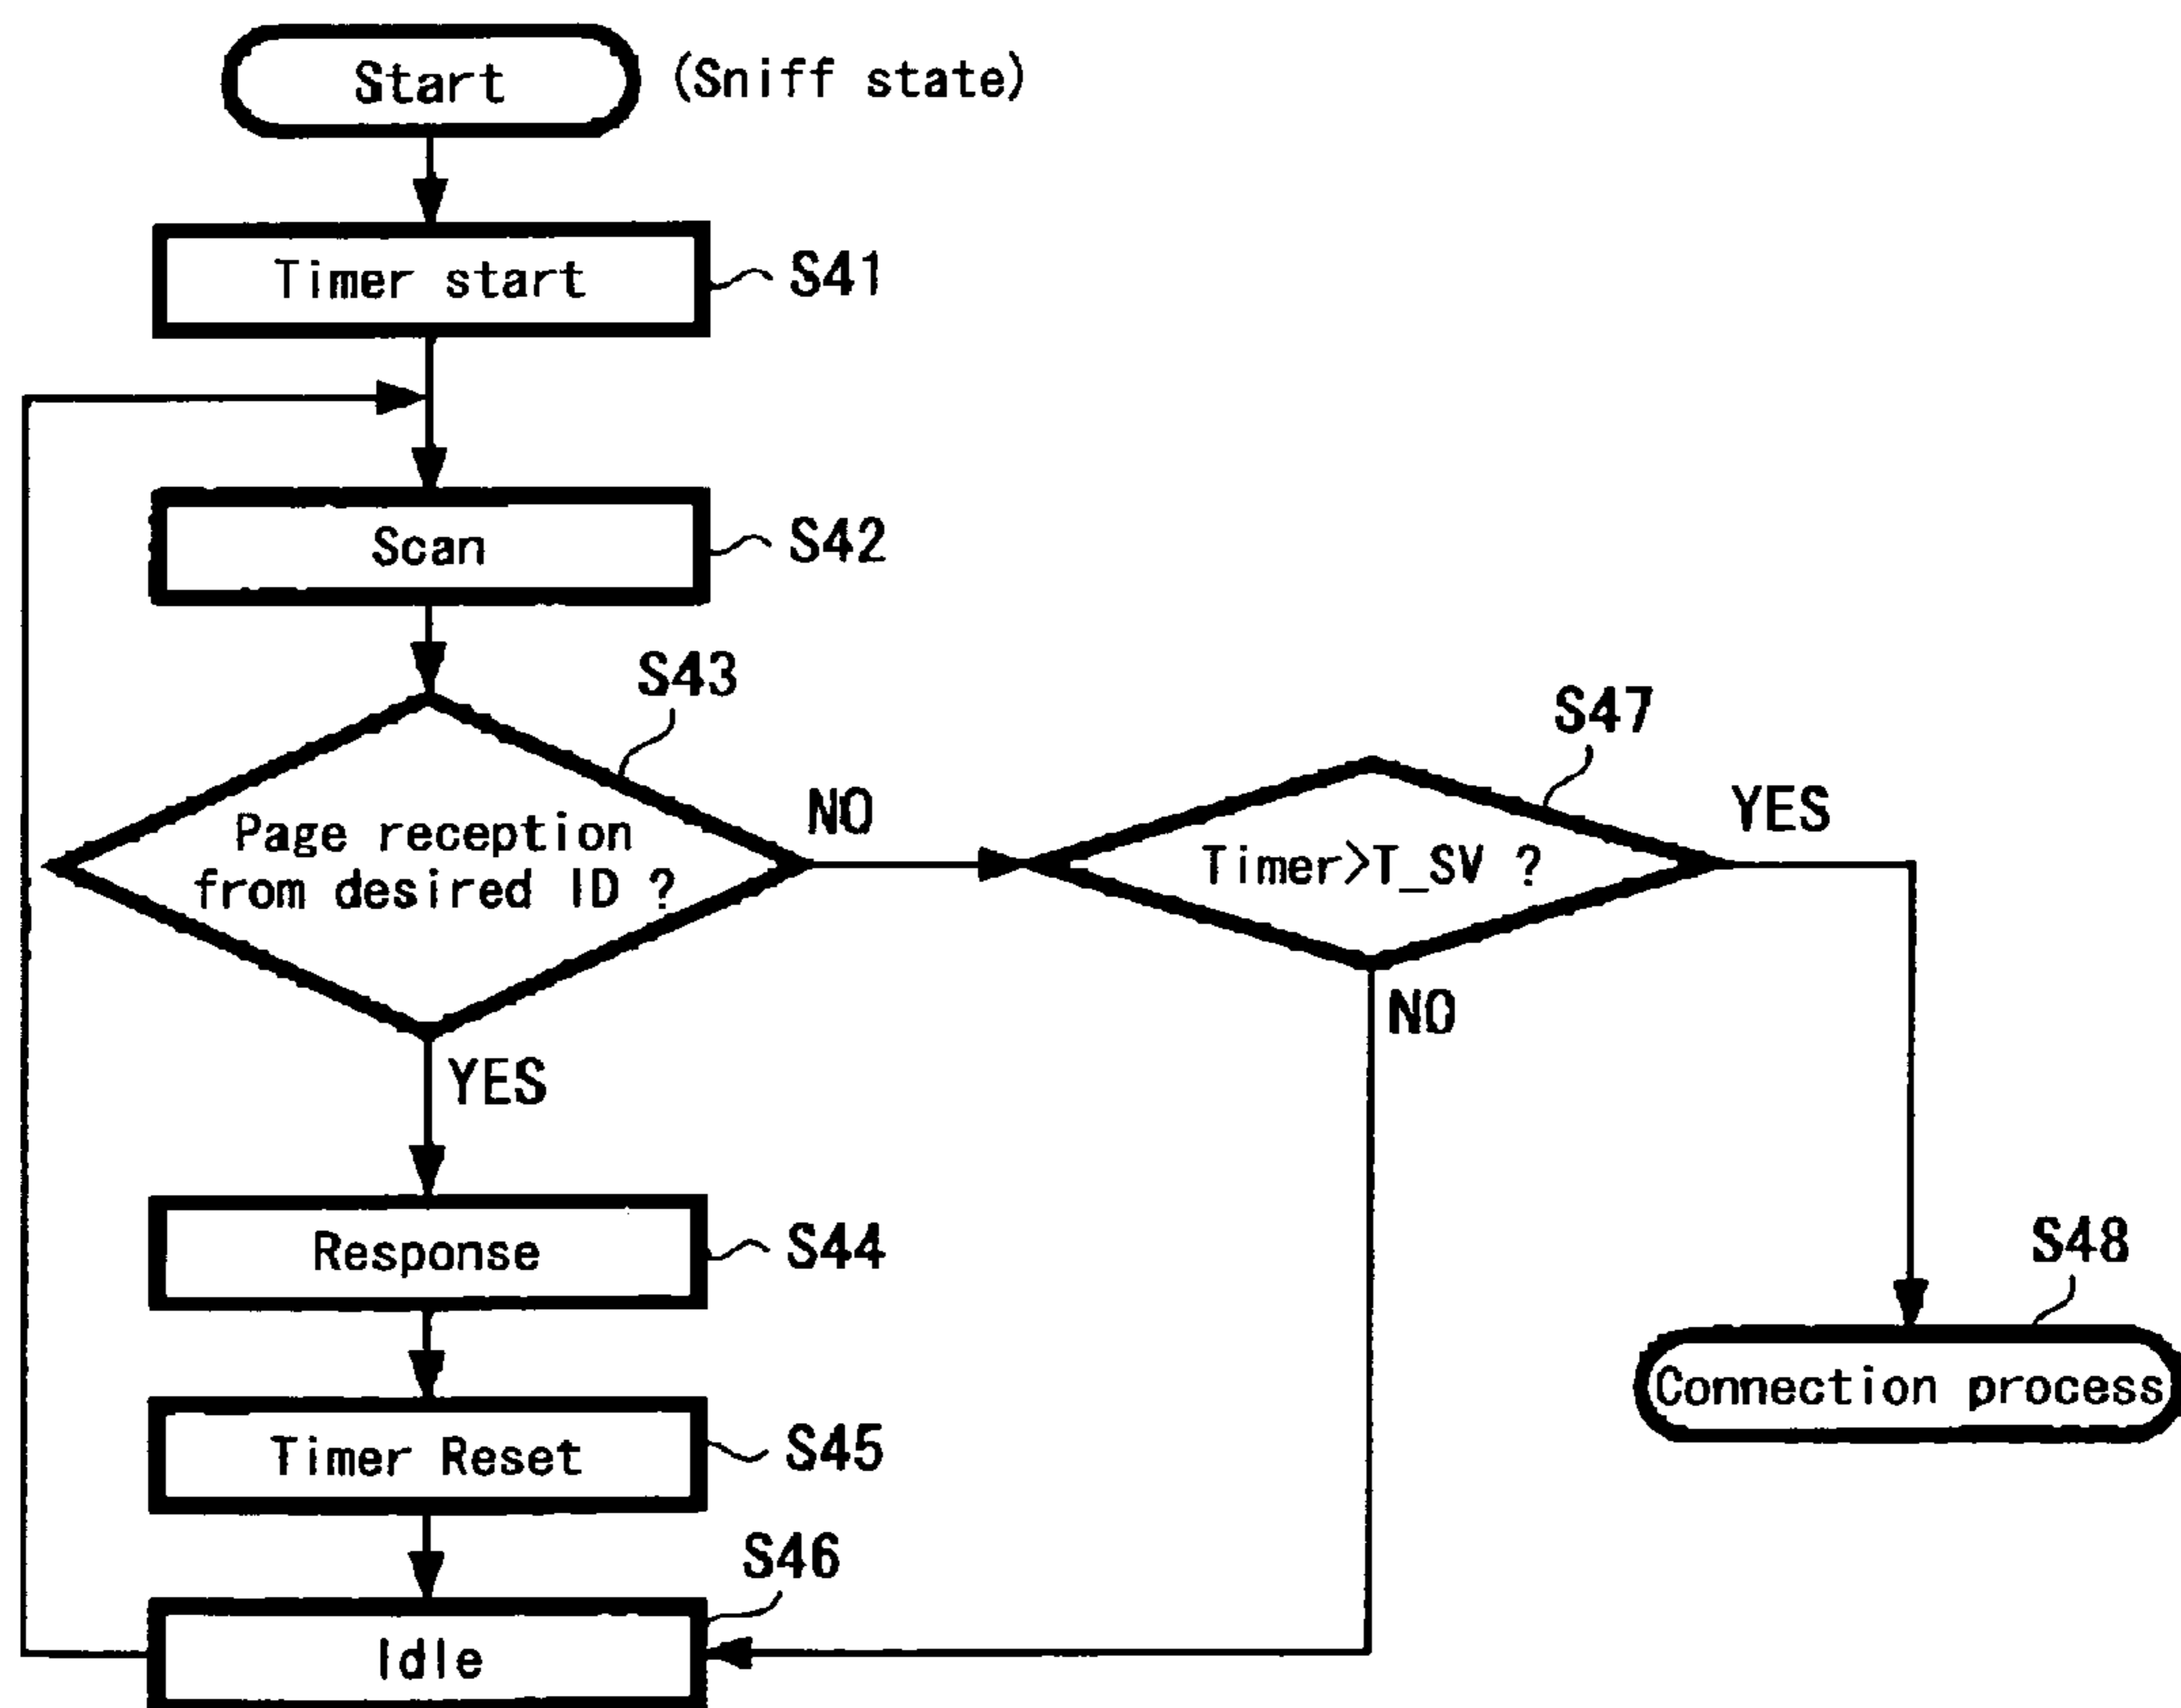 Start
(Sniff state)
Timer start
S41
Scan
S42
S43
Page reception
from desired ID ?
NO
YES
S47
Timer>T_SV ?
YES
NO
Response
S44
Timer Reset
S45
S46
Idle
S48
Connection process